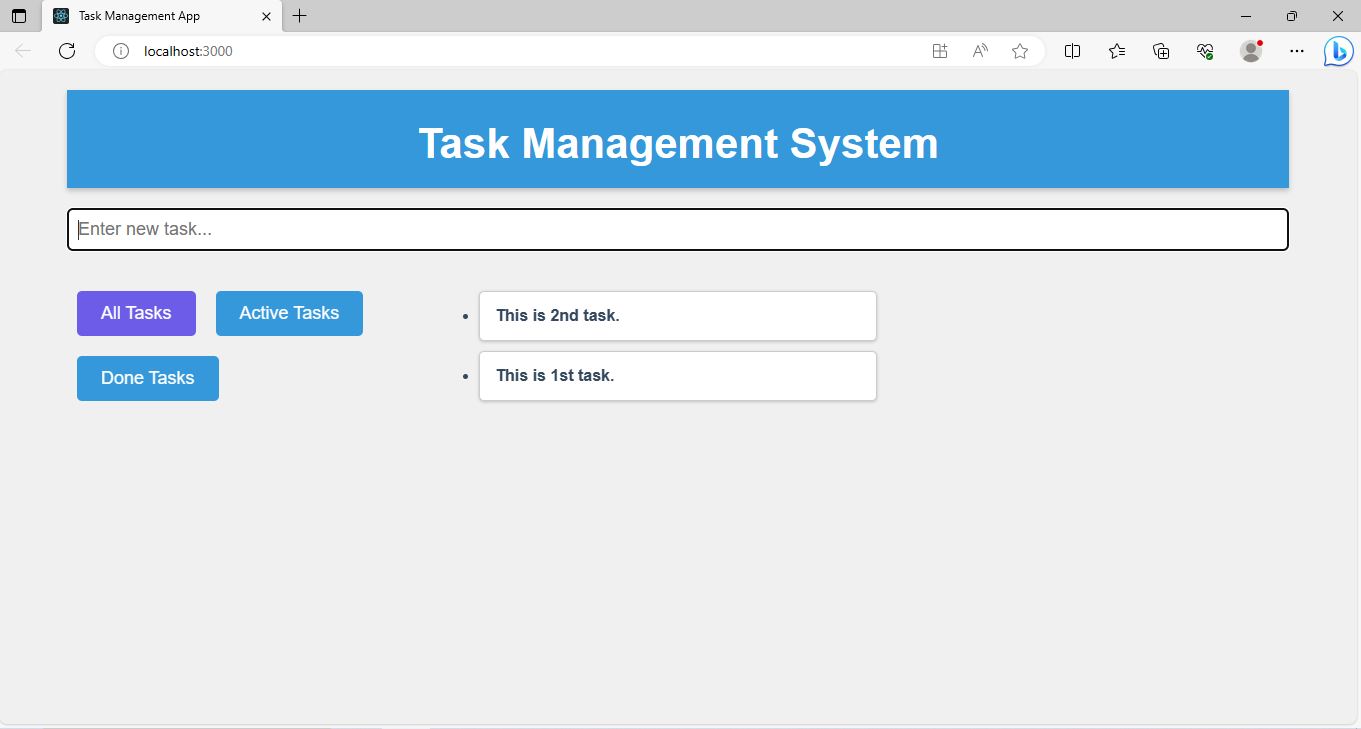 Task Management App
localhost:3000
Task Management System
Enter new task...
All Tasks
Active Tasks
Done Tasks
This is 2nd task.
This is 1st task.